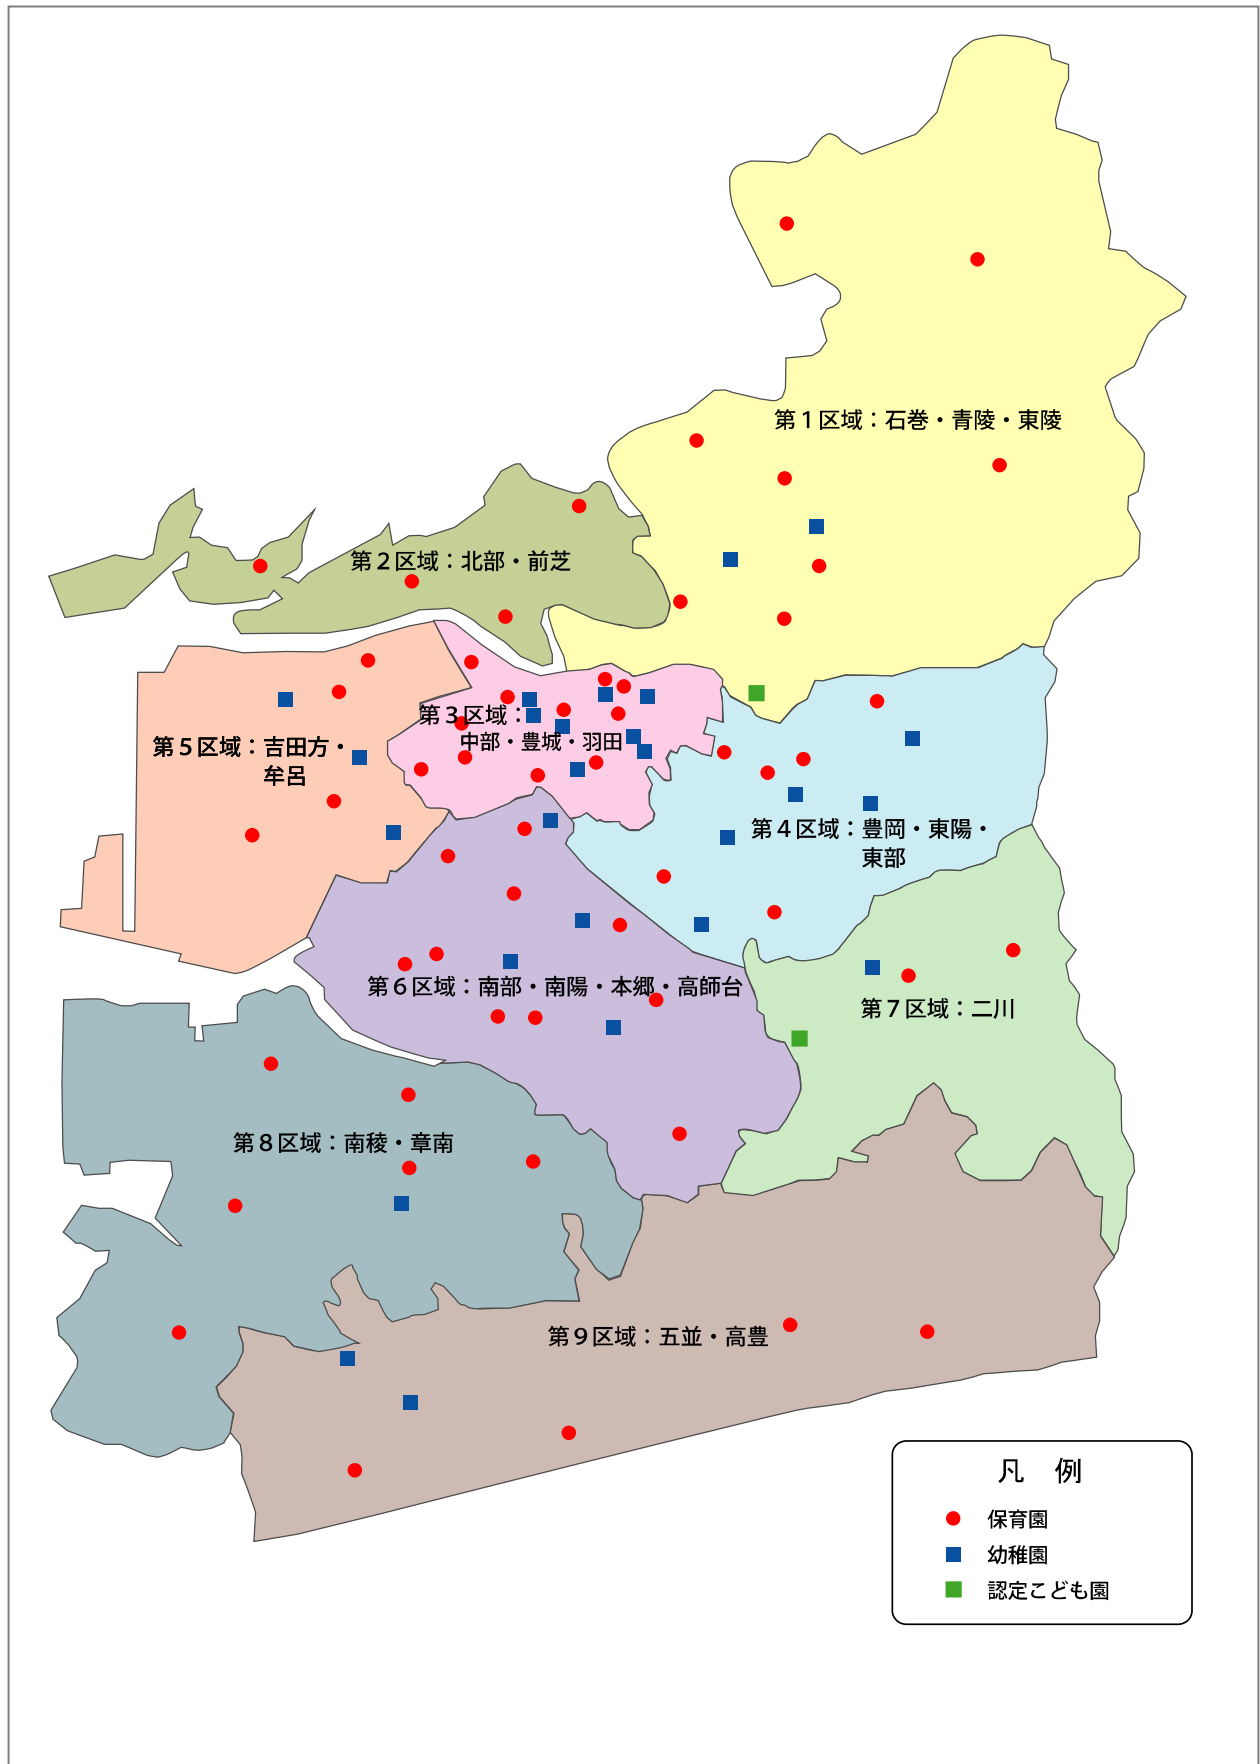 第１区域：石巻・青陵・東陵
第２区域：北部・前芝
第３区域：
中部・豊城・羽田
第５区域：吉田方・
牟呂
第４区域：豊岡・東陽・
東部
第６区域：南部・南陽・本郷・高師台
第７区域：二川
第８区域：南稜・章南
第９区域：五並・高豊
凡　例
保育園
幼稚園
認定こども園